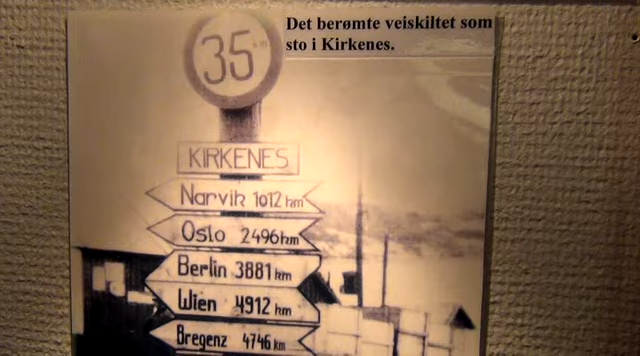 Det berømte veiskiltet som
sto i Kirkenes.
35 km
KIRKENES
Narvik 1012 km
Oslo 2496 km
Berlin 3881 km
Wien 4912 km
Bregenz 4746 km